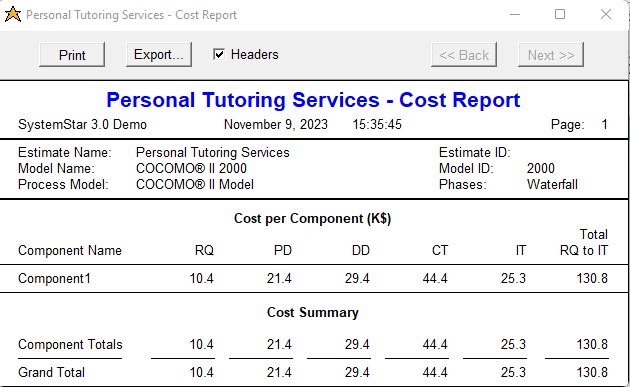 Personal Tutoring Services - Cost Report
Print Export... Headers << Back Next >>
Personal Tutoring Services - Cost Report
SystemStar 3.0 Demo November 9, 2023 15:35:45 Page: 1
Estimate Name: Personal Tutoring Services Estimate ID:
Model Name: COCOMO® II 2000 Model ID: 2000
Process Model: COCOMO® II Model Phases: Waterfall
Cost per Component (K$)
Total
Component Name RQ PD DD CT IT RQ to IT
Component1 10.4 21.4 29.4 44.4 25.3 130.8
Cost Summary
Component Totals 10.4 21.4 29.4 44.4 25.3 130.8
Grand Total 10.4 21.4 29.4 44.4 25.3 130.8